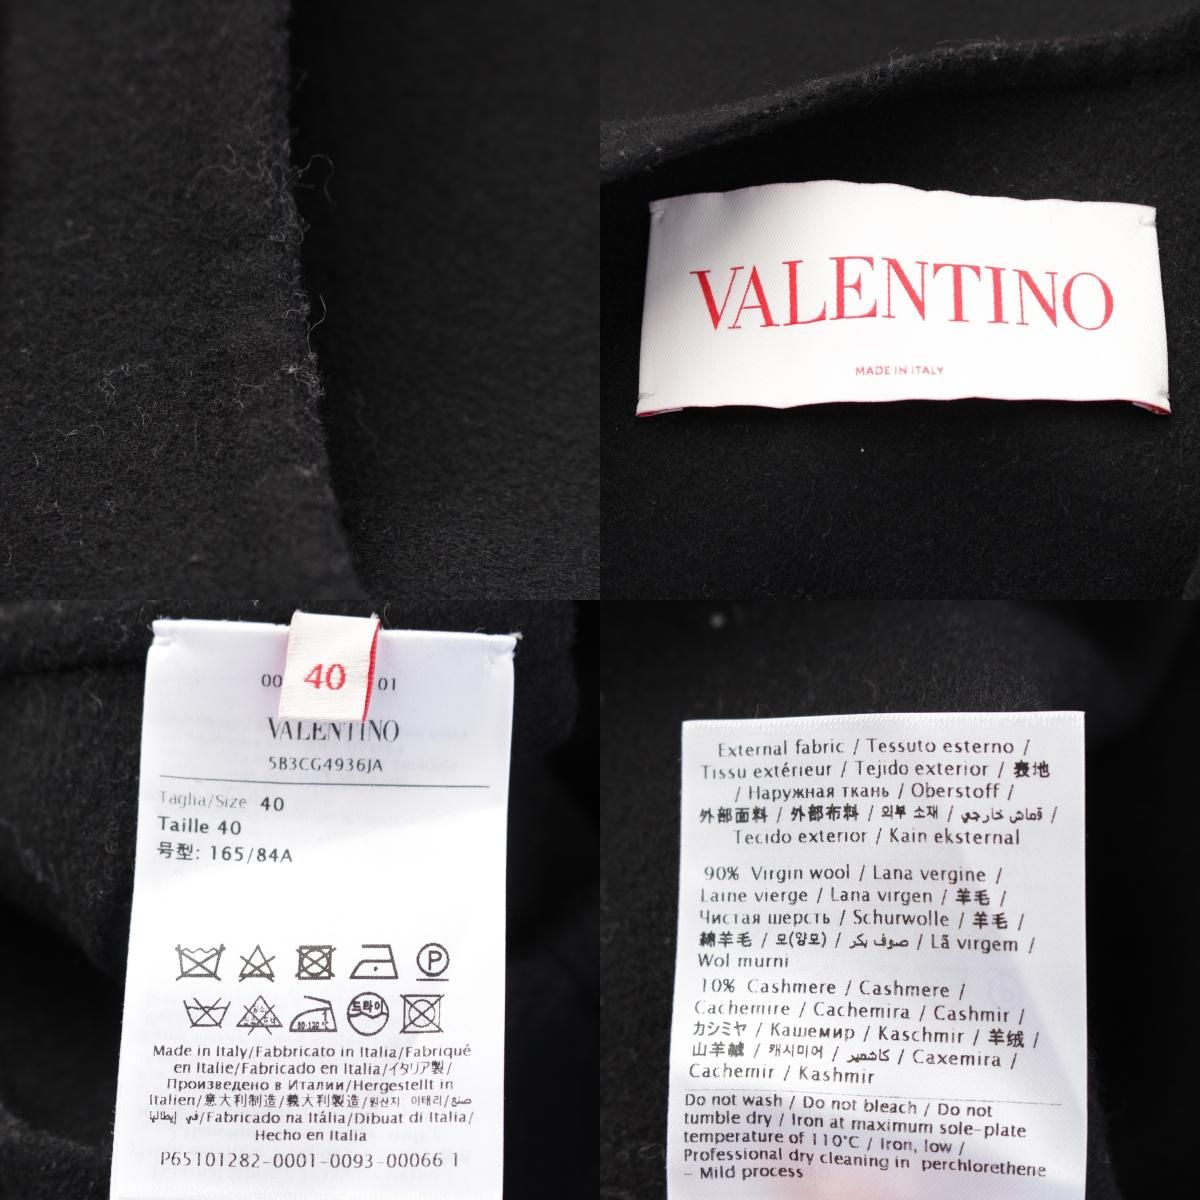 VALENTINO
MADE IN ITALY
40
00 01
VALENTINO
5B3CG4936JA
Taglia/Size 40
Taille 40
号型: 165/84A
P
드라이
80-120℃
Made in Italy/Fabbricato in Italia/Fabriqué
en Italie/Fabricado en Italia/イタリア製/
Произведено в Италии/Hergestellt in
Italien/意大利制造/義大利製造/원산지: 이태리/صنع
في إيطاليا/Fabricado na Itália/Dibuat di Italia/
Hecho en Italia
P65101282-0001-0093-00066 1
External fabric / Tessuto esterno /
Tissu extérieur / Tejido exterior / 表地
/ Наружная ткань / Oberstoff /
外部面料 / 外部布料 / 외부 소재 / قماش خارجي /
Tecido exterior / Kain eksternal
90% Virgin wool / Lana vergine /
Laine vierge / Lana virgen / 羊毛 /
Чистая шерсть / Schurwolle / 羊毛 /
綿羊毛 / 모(양모) / صوف بكر / Lã virgem /
Wol murni
10% Cashmere / Cashmere /
Cachemire / Cachemira / Cashmir /
カシミヤ / Кашемир / Kaschmir / 羊绒 /
山羊絨 / 캐시미어 / كاشمير / Caxemira /
Cachemir / Kashmir
Do not wash / Do not bleach / Do not
tumble dry / Iron at maximum sole-plate
temperature of 110°C / Iron, low /
Professional dry cleaning in perchlorethene
- Mild process